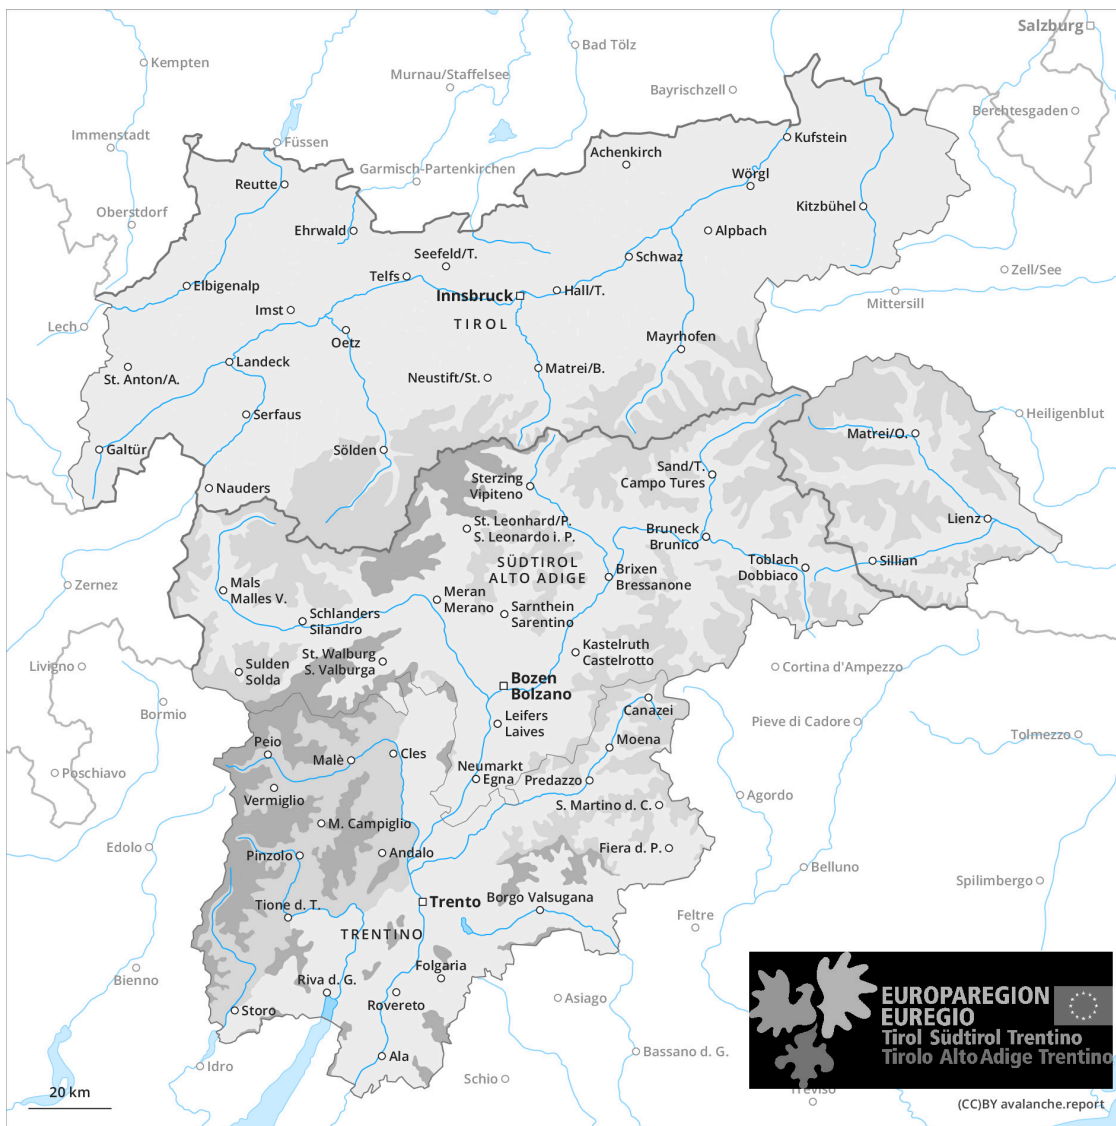 Salzburg
Bad Tölz
Kempten
Murnau/Staffelsee
Bayrischzell
Berchtesgaden
Immenstadt
Füssen
Kufstein
Achenkirch
Garmisch-Partenkirchen
Wörgl
Reutte
Kitzbühel
Oberstdorf
Ehrwald
Alpbach
Seefeld/T.
Schwaz
Telfs
Zell/See
Elbigenalp
Innsbruck
Hall/T.
Mittersill
Imst
TIROL
Lech
Oetz
Mayrhofen
Landeck
Matrei/B.
St. Anton/A.
Neustift/St.
Serfaus
Heiligenblut
Matrei/O.
Galtür
Sölden
Sand/T.
Campo Tures
Sterzing
Vipiteno
Nauders
Lienz
St. Leonhard/P.
S. Leonardo i. P.
Bruneck
Brunico
SÜDTIROL
ALTO ADIGE
Toblach
Dobbiaco
Sillian
Brixen
Bressanone
Zernez
Mals
Malles V.
Meran
Merano
Schlanders
Silandro
Sarnthein
Sarentino
Kastelruth
Castelrotto
St. Walburg
S. Valburga
Livigno
Sulden
Solda
Cortina d'Ampezzo
Bozen
Bolzano
Canazei
Bormio
Leifers
Laives
Pieve di Cadore
Tolmezzo
Peio
Malè
Cles
Moena
Poschiavo
Neumarkt
Egna
Predazzo
Vermiglio
Agordo
S. Martino d. C.
M. Campiglio
Edolo
Pinzolo
Andalo
Fiera d. P.
Belluno
Spilimbergo
Tione d. T.
Trento
Borgo Valsugana
Feltre
TRENTINO
Folgaria
Bienno
Riva d. G.
Rovereto
Asiago
Storo
EUROPAREGION
EUREGIO
Tirol Südtirol Trentino
Tirolo Alto Adige Trentino
Ala
Bassano d. G.
Idro
Schio
Treviso
20 km
(CC)BY avalanche.report